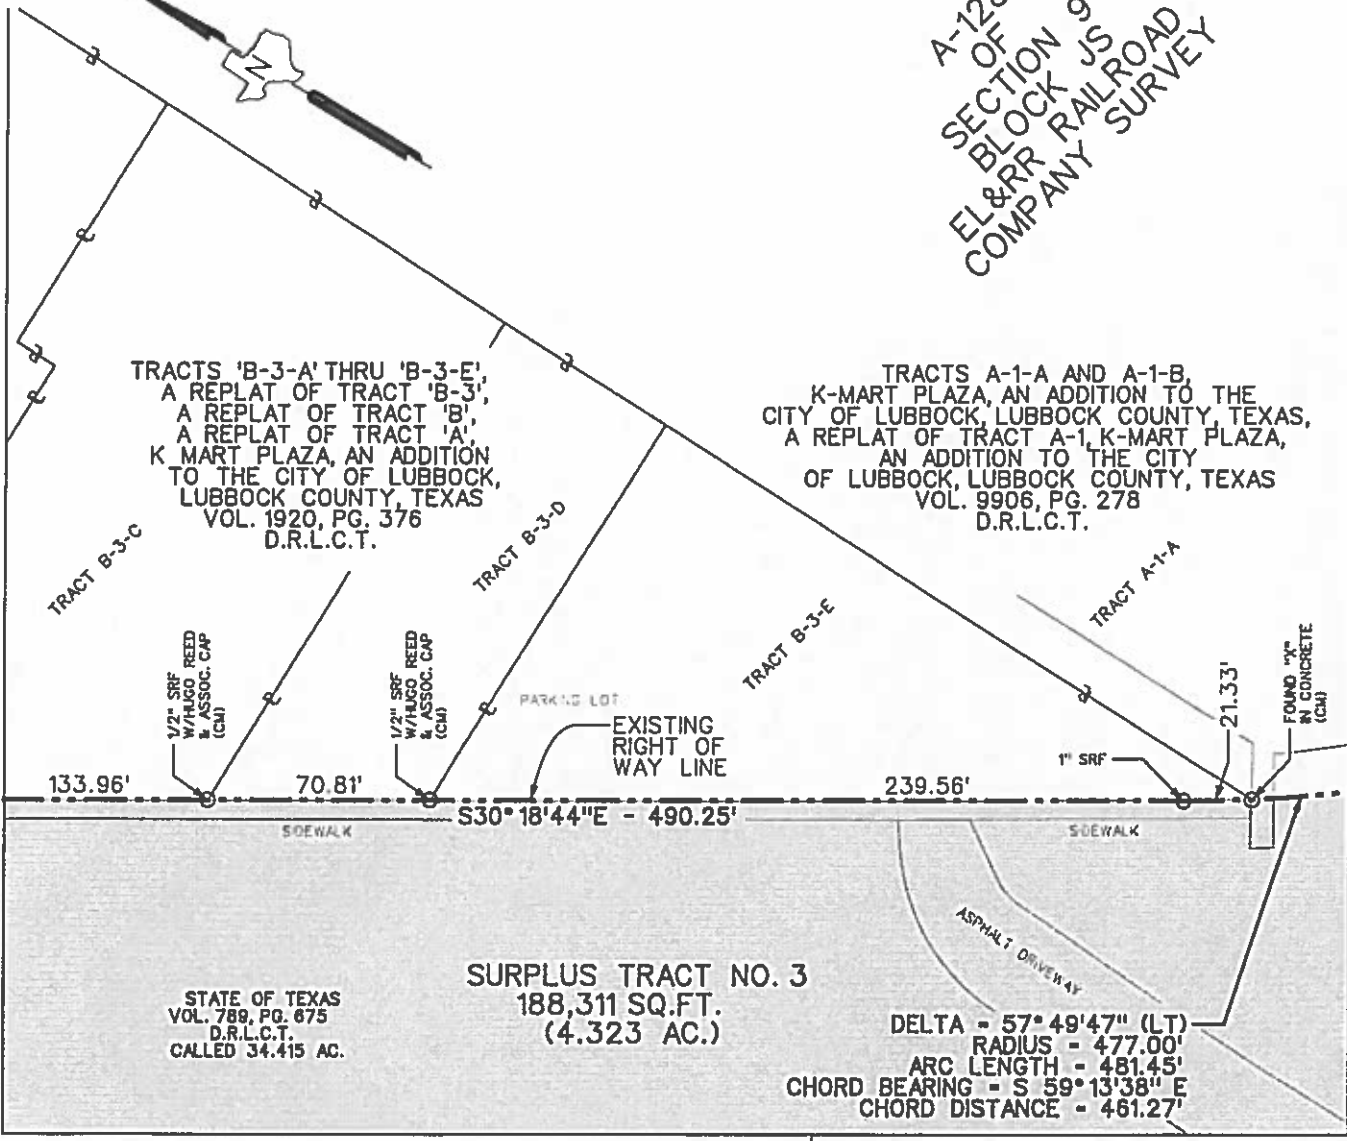 N
A-128
OF
SECTION 9
BLOCK JS
EL&RR RAILROAD
COMPANY SURVEY
TRACTS 'B-3-A' THRU 'B-3-E',
A REPLAT OF TRACT 'B-3',
A REPLAT OF TRACT 'B',
A REPLAT OF TRACT 'A',
K MART PLAZA, AN ADDITION
TO THE CITY OF LUBBOCK,
LUBBOCK COUNTY, TEXAS
VOL. 1920, PG. 376
D.R.L.C.T.
TRACTS A-1-A AND A-1-B,
K-MART PLAZA, AN ADDITION TO THE
CITY OF LUBBOCK, LUBBOCK COUNTY, TEXAS,
A REPLAT OF TRACT A-1, K-MART PLAZA,
AN ADDITION TO THE CITY
OF LUBBOCK, LUBBOCK COUNTY, TEXAS
VOL. 9906, PG. 278
D.R.L.C.T.
TRACT B-3-C
TRACT B-3-D
TRACT B-3-E
TRACT A-1-A
1/2" SRF
W/HUGO REED
& ASSOC. CAP
(CM)
1/2" SRF
W/HUGO REED
& ASSOC. CAP
(CM)
PARKING LOT
EXISTING
RIGHT OF
WAY LINE
1" SRF
21.33'
FOUND "X"
IN CONCRETE
(CM)
133.96'
70.81'
239.56'
S30°18'44"E - 490.25'
SIDEWALK
SIDEWALK
ASPHALT DRIVEWAY
SURPLUS TRACT NO. 3
188,311 SQ.FT.
(4.323 AC.)
STATE OF TEXAS
VOL. 789, PG. 675
D.R.L.C.T.
CALLED 34.415 AC.
DELTA = 57°49'47" (LT)
RADIUS = 477.00'
ARC LENGTH = 481.45'
CHORD BEARING = S 59°13'38" E
CHORD DISTANCE = 461.27'